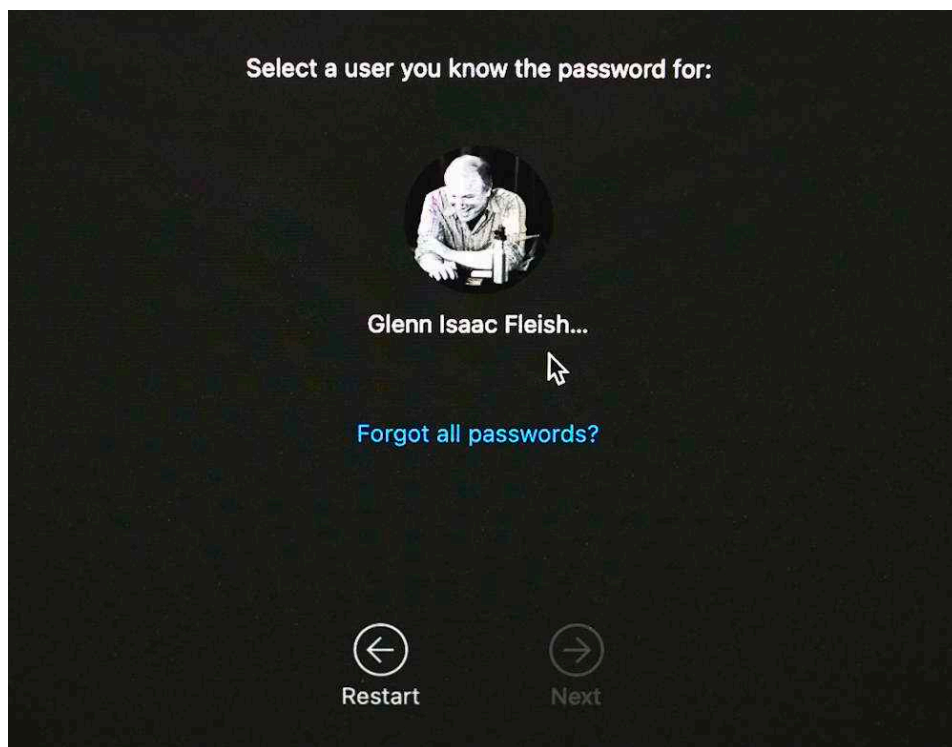 Select a user you know the password for:
Glenn Isaac Fleish...
Forgot all passwords?
Restart
Next